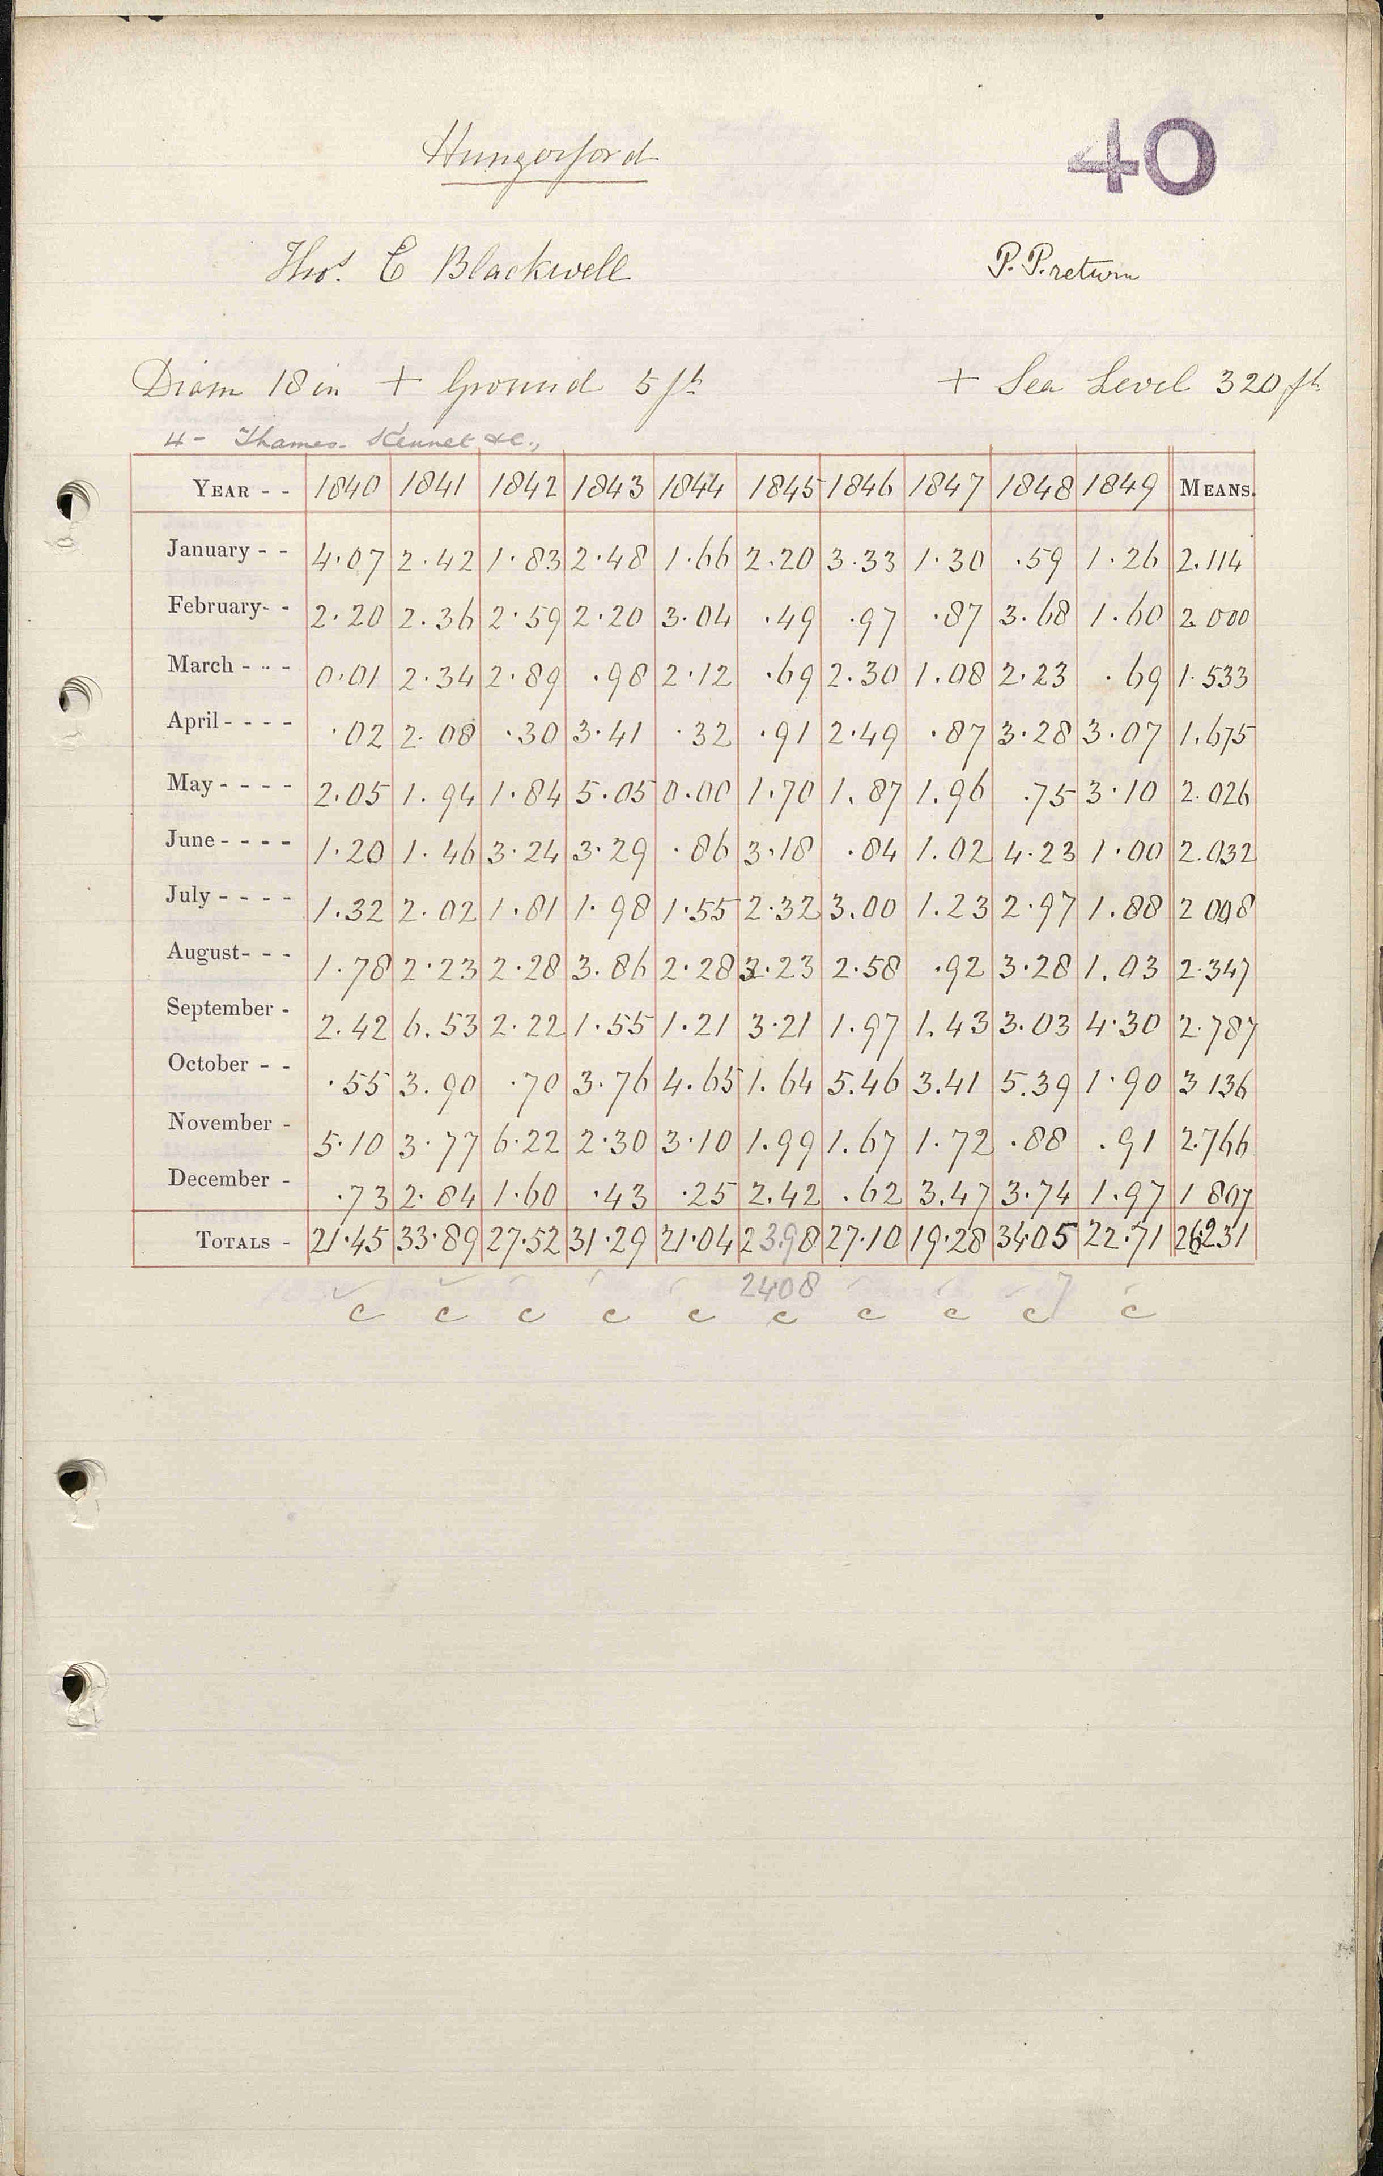 Hungerford
40
Thos. E Blackwell P. P. return
Diam 18 in + Ground 5 ft + Sea Level 320 ft
4- Thames- Kennet &c.,
YEAR - - 1840 1841 1842 1843 1844 1845 1846 1847 1848 1849 MEANS.
January - - 4.07 2.42 1.83 2.48 1.66 2.20 3.33 1.30 .59 1.26 2.114
February- - 2.20 2.36 2.59 2.20 3.04 .49 .97 .87 3.68 1.60 2.000
March - - - 0.01 2.34 2.89 .98 2.12 .69 2.30 1.08 2.23 .69 1.533
April - - - - .02 2.08 .30 3.41 .32 .91 2.49 .87 3.28 3.07 1.675
May - - - - 2.05 1.94 1.84 5.05 0.00 1.70 1.87 1.96 .75 3.10 2.026
June - - - - 1.20 1.46 3.24 3.29 .86 3.18 .84 1.02 4.23 1.00 2.032
July - - - - 1.32 2.02 1.81 1.98 1.55 2.32 3.00 1.23 2.97 1.88 2 008
August- - - 1.78 2.23 2.28 3.86 2.28 3.23 2.58 .92 3.28 1.03 2.347
September - 2.42 6.53 2.22 1.55 1.21 3.21 1.97 1.43 3.03 4.30 2.787
October - - .55 3.90 .70 3.76 4.65 1.64 5.46 3.41 5.39 1.90 3 136
November - 5.10 3.77 6.22 2.30 3.10 1.99 1.67 1.72 .88 .91 2.766
December - .73 2.84 1.60 .43 .25 2.42 .62 3.47 3.74 1.97 1 807
TOTALS - 21.45 33.89 27.52 31.29 21.04 23.98 27.10 19.28 3405 22.71 26.231
2408 7
c c c c c c c c c c